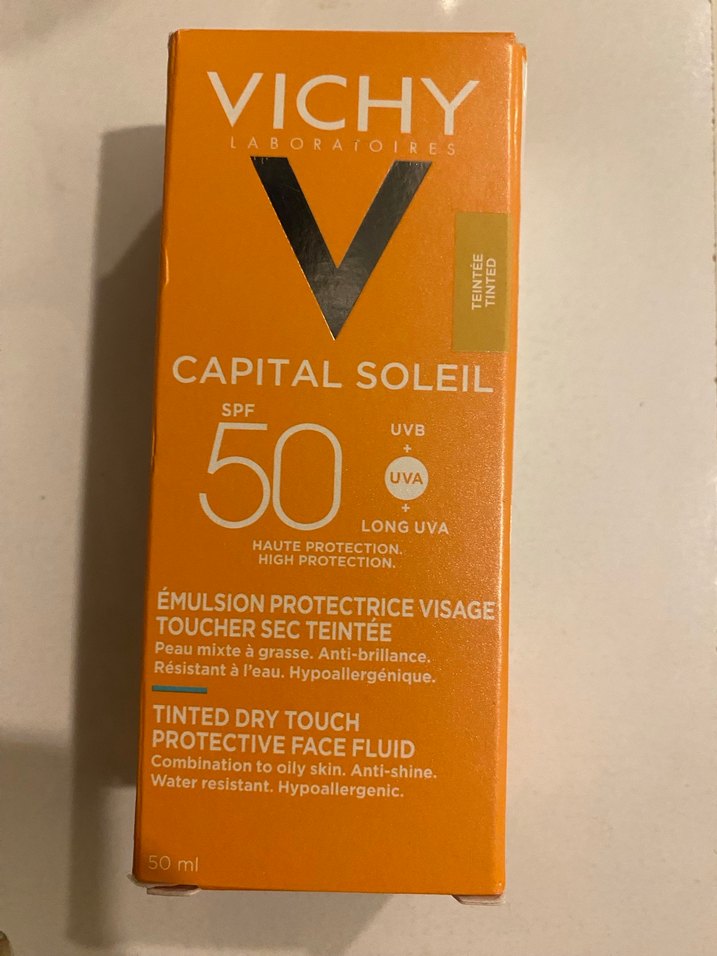 VICHY
LABORATOIRES
TEINTÉE
TINTED
CAPITAL SOLEIL
SPF
50
UVB
+
UVA
+
LONG UVA
HAUTE PROTECTION.
HIGH PROTECTION.
ÉMULSION PROTECTRICE VISAGE
TOUCHER SEC TEINTÉE
Peau mixte à grasse. Anti-brillance.
Résistant à l'eau. Hypoallergénique.
TINTED DRY TOUCH
PROTECTIVE FACE FLUID
Combination to oily skin. Anti-shine.
Water resistant. Hypoallergenic.
50 ml